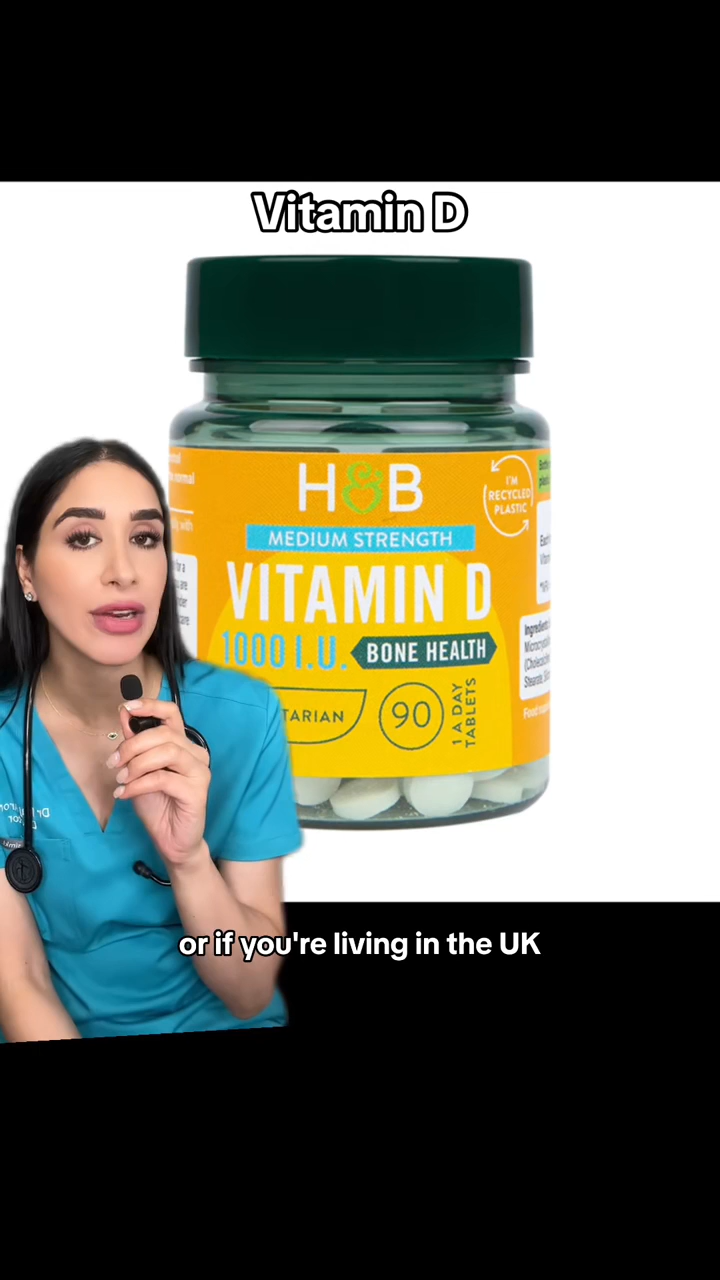 Vitamin D
H&B
I'M
RECYCLED
PLASTIC
MEDIUM STRENGTH
VITAMIN D
1000 I.U.
BONE HEALTH
TARIAN
90
1 A DAY
TABLETS
Ingredients
or if you're living in the UK